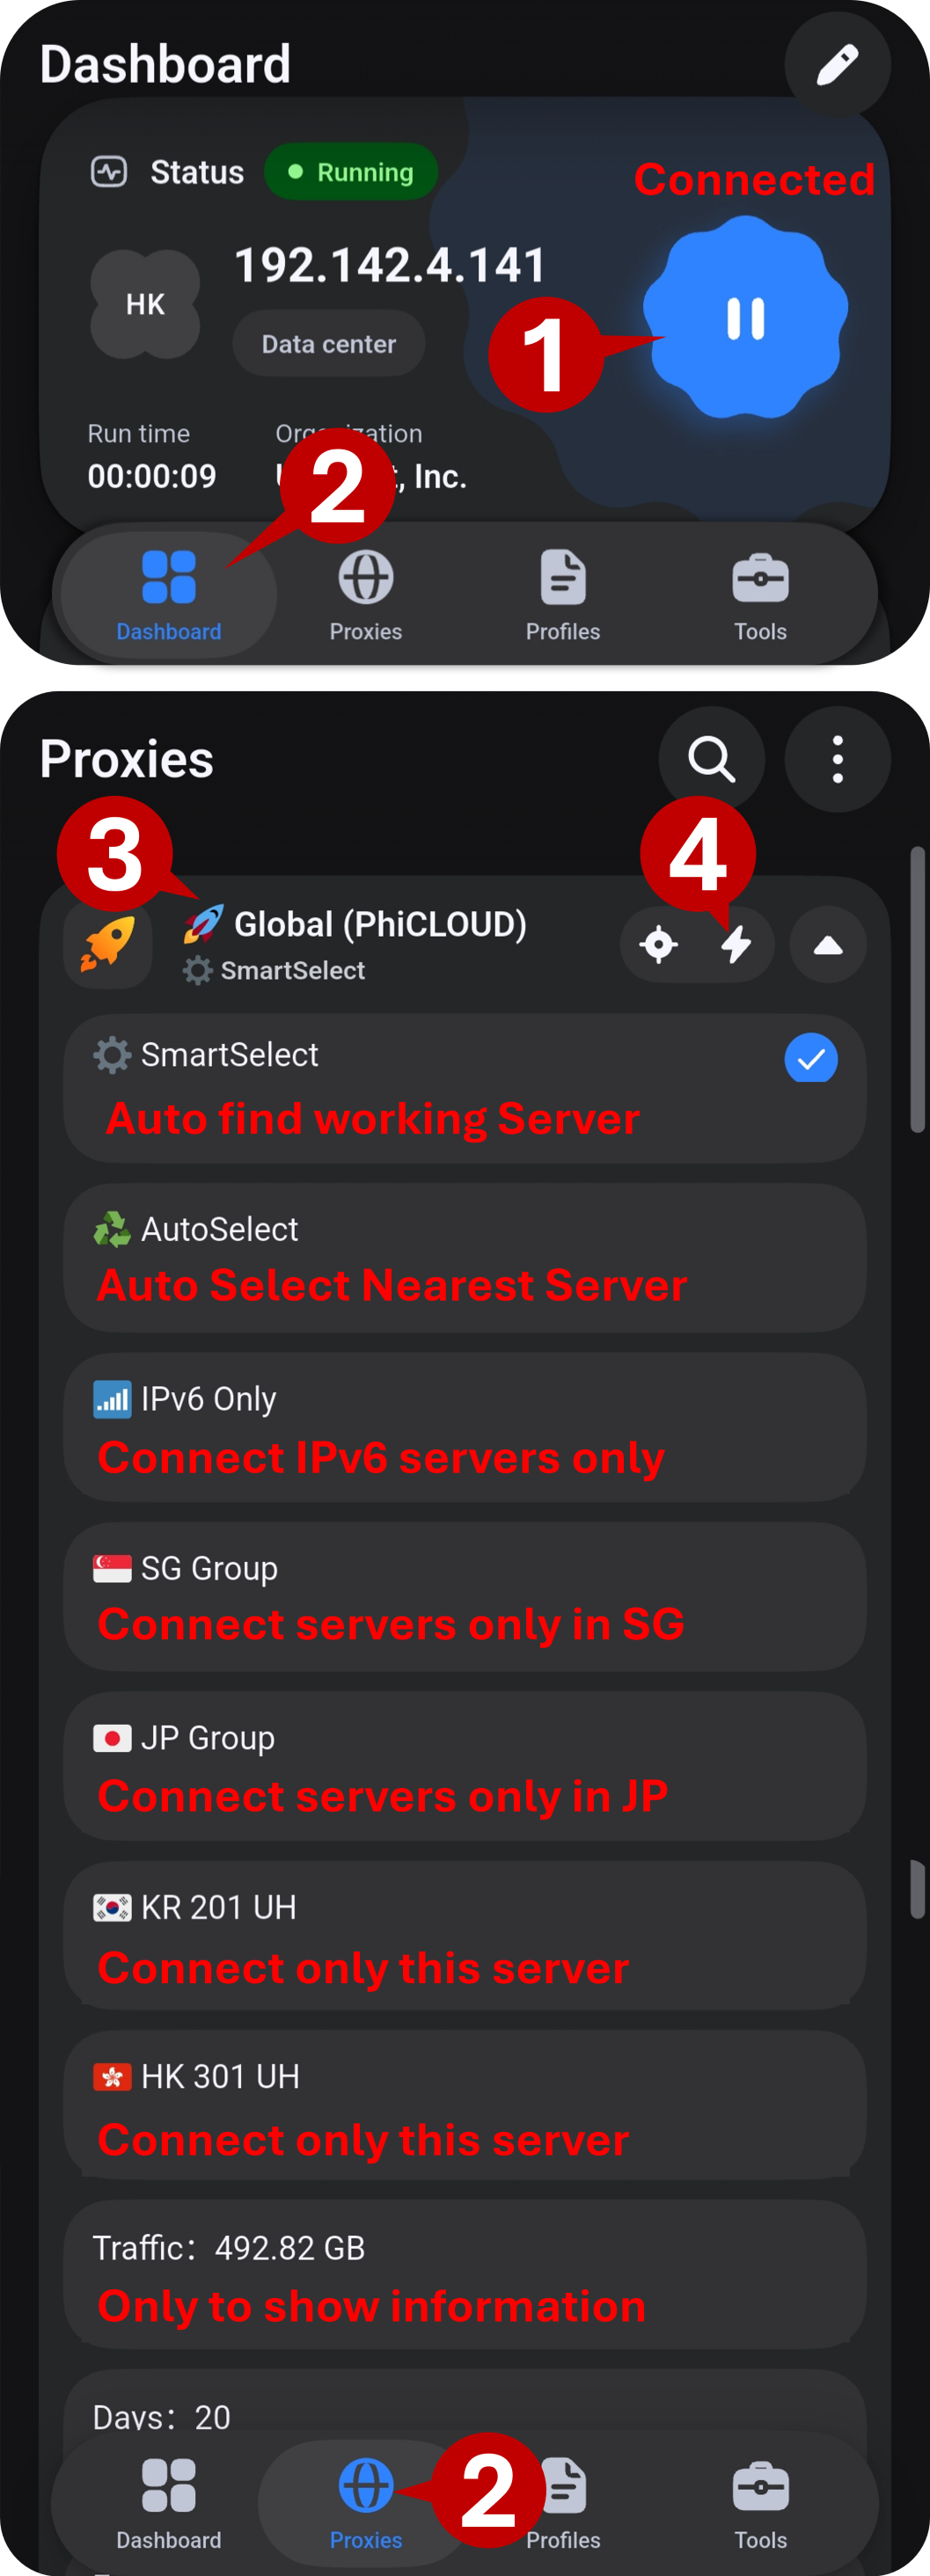 Dashboard
Status
Running
Connected
HK
192.142.4.141
Data center
1
Run time
00:00:09
Inc.
2
Dashboard
Proxies
Profiles
Tools
Proxies
3
4
Global (PhiCLOUD)
SmartSelect
SmartSelect
Auto find working Server
AutoSelect
Auto Select Nearest Server
IPv6 Only
Connect IPv6 servers only
SG Group
Connect servers only in SG
JP Group
Connect servers only in JP
KR 201 UH
Connect only this server
HK 301 UH
Connect only this server
Traffic： 492.82 GB
Only to show information
Days： 20
2
Dashboard
Proxies
Profiles
Tools